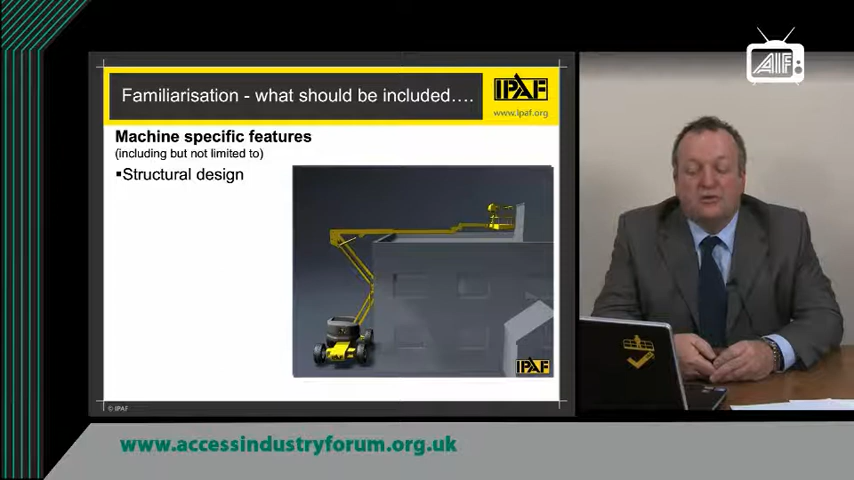 AIF
Familiarisation - what should be included....
IPAF
www.ipaf.org
Machine specific features
(including but not limited to)
▪Structural design
IPAF
© IPAF
www.accessindustryforum.org.uk